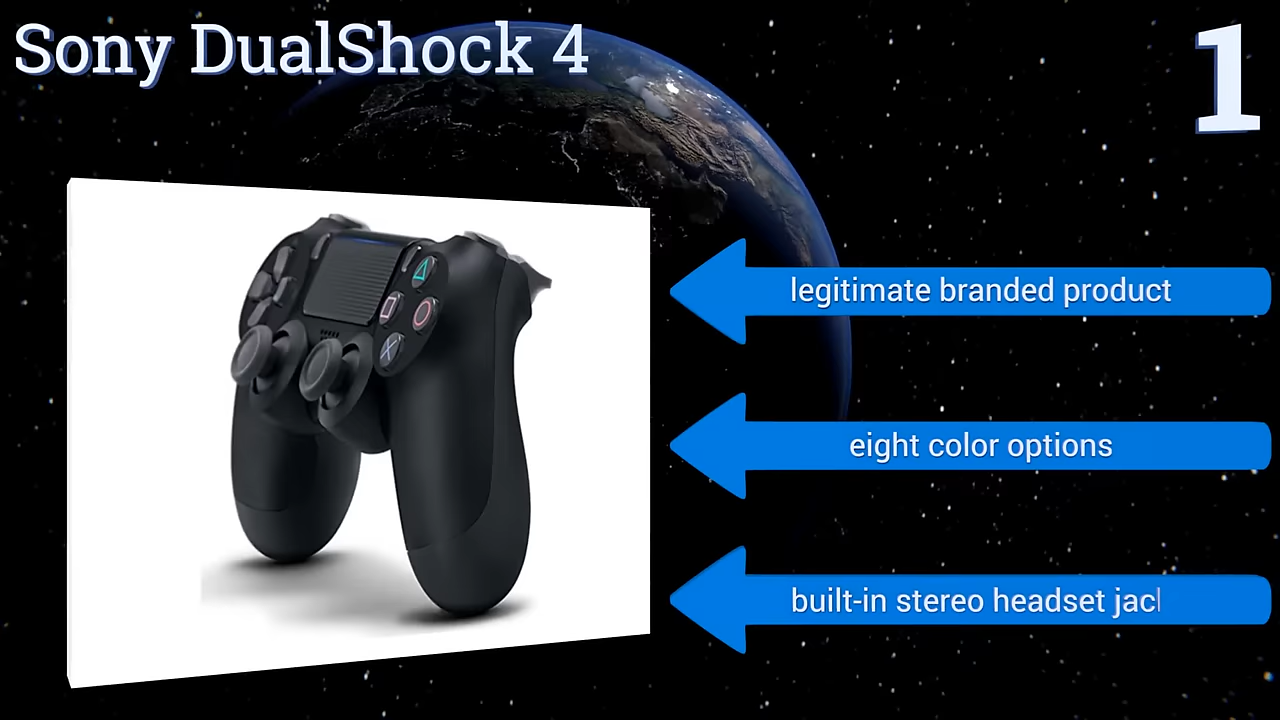 Sony DualShock 4
1
legitimate branded product
eight color options
built-in stereo headset jac